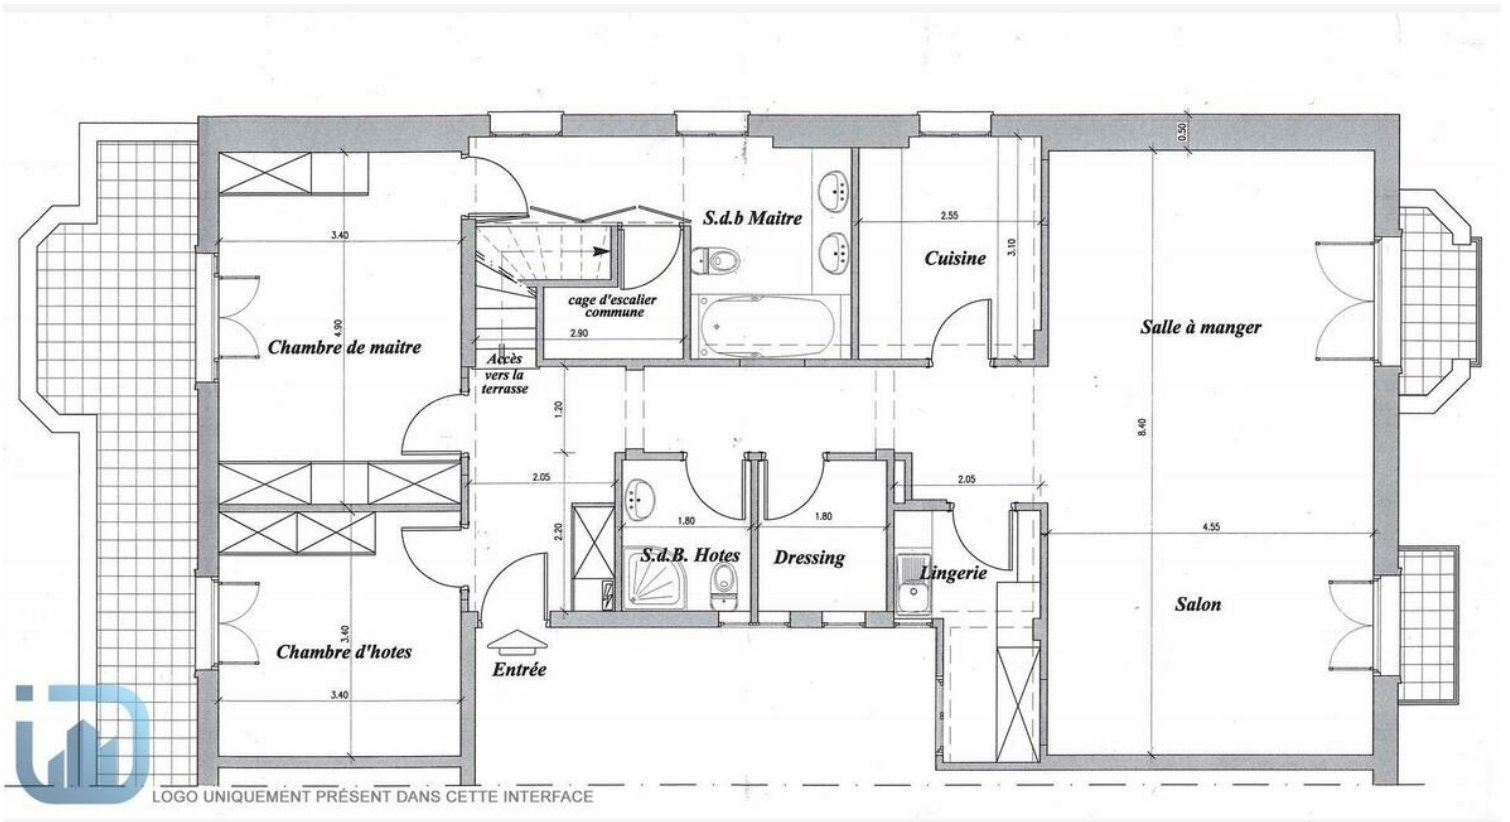 0.50
3.40
4.90
Chambre de maitre
S.d.b Maitre
2.55
3.10
Cuisine
cage d'escalier
commune
2.90
Accès
vers la
terrasse
Salle à manger
8.40
1.20
2.05
2.20
1.80
S.d.B. Hotes
1.80
Dressing
2.05
Lingerie
4.55
Salon
Chambre d'hotes
3.40
3.40
Entrée
iD
LOGO UNIQUEMENT PRÉSENT DANS CETTE INTERFACE